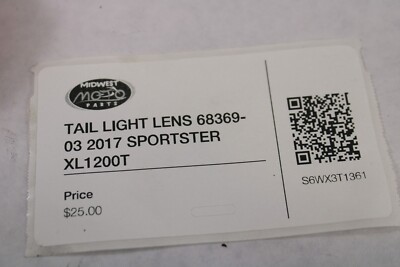 MIDWEST
MOTO
PARTS
TAIL LIGHT LENS 68369-
03 2017 SPORTSTER
XL1200T
Price
$25.00
S6WX3T1361